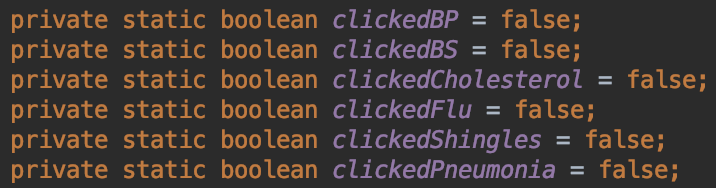 private static boolean clickedBP = false;
private static boolean clickedBS = false;
private static boolean clickedCholesterol = false;
private static boolean clickedFlu = false;
private static boolean clickedShingles = false;
private static boolean clickedPneumonia = false;